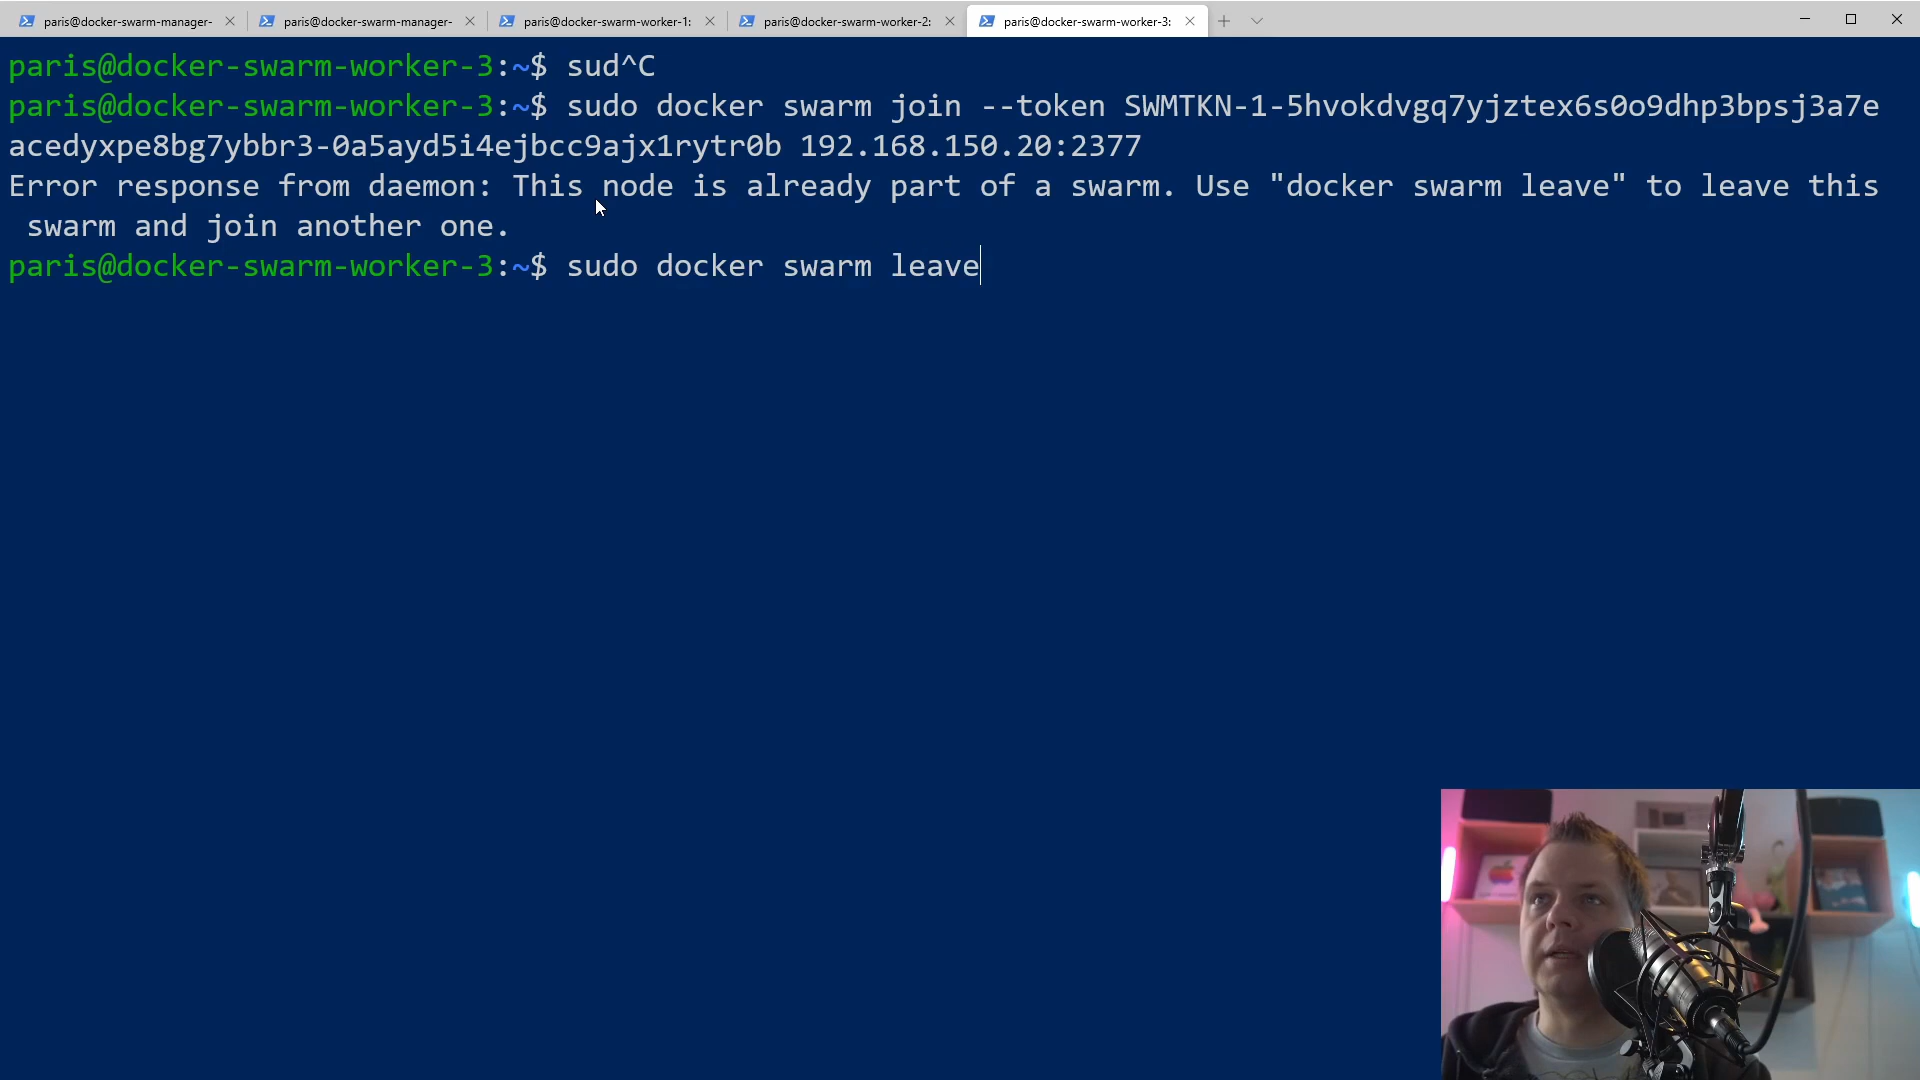 paris@docker-swarm-manager-
paris@docker-swarm-manager-
paris@docker-swarm-worker-1:
paris@docker-swarm-worker-2:
paris@docker-swarm-worker-3:
paris@docker-swarm-worker-3:~$ sud^C
paris@docker-swarm-worker-3:~$ sudo docker swarm join --token SWMTKN-1-5hvokdvgq7yjztex6s0o9dhp3bpsj3a7e
acedyxpe8bg7ybbr3-0a5ayd5i4ejbcc9ajx1rytr0b 192.168.150.20:2377
Error response from daemon: This node is already part of a swarm. Use "docker swarm leave" to leave this
swarm and join another one.
paris@docker-swarm-worker-3:~$ sudo docker swarm leave